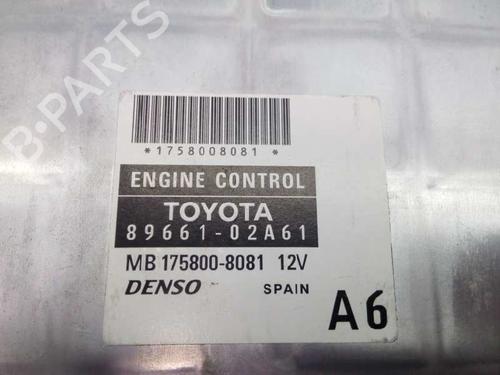 B-PARTS
*1758008081*
ENGINE CONTROL
TOYOTA
89661-02A61
MB 175800-8081 12V
DENSO SPAIN
A6